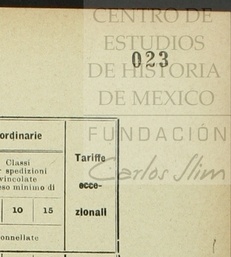 CENTRO DE
ESTUDIOS
023
DE HISTORIA
DE MEXICO
FUNDACIÓN
Carlos Slim
ordinarie
Classi
spedizioni
vincolate
eso minimo di
10 15
onnellate
Tariffe
ecce-
zionali